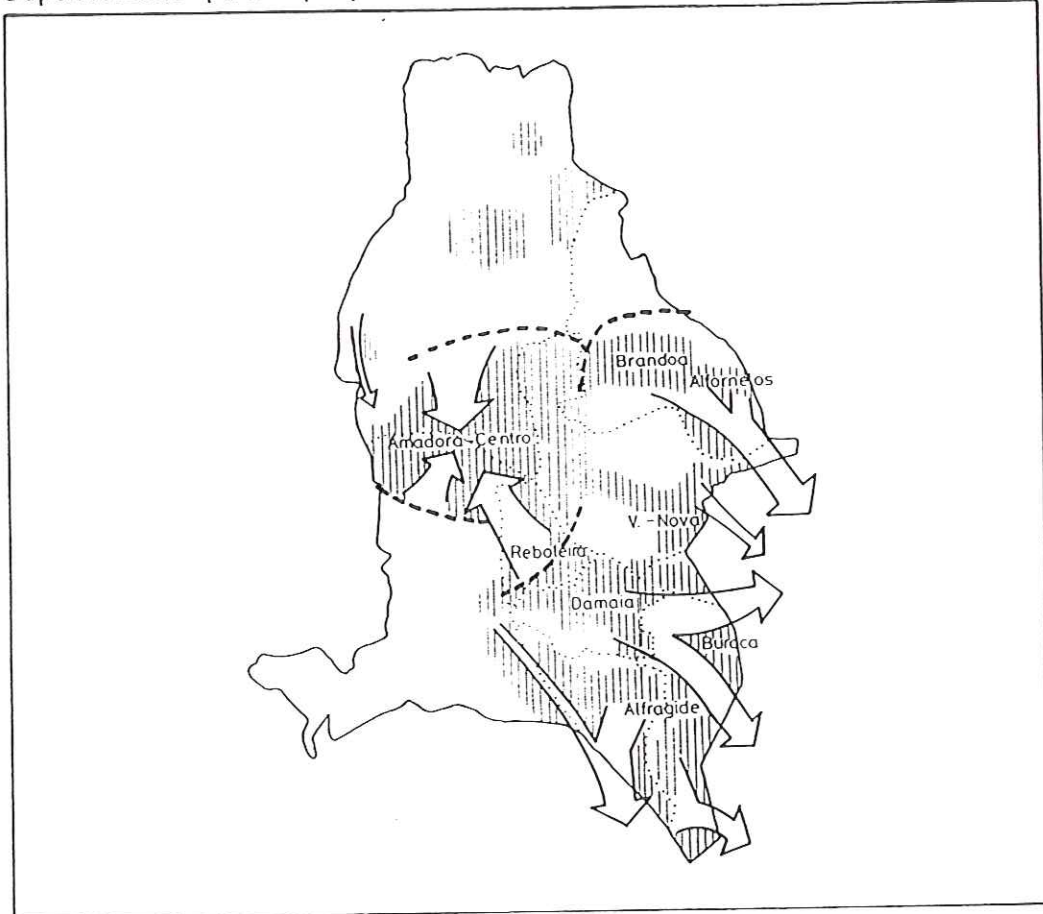 Brandoa
Alfornelos
Amadora-Centro
V.-Nova
Reboleira
Damaia
Buraca
Alfragide